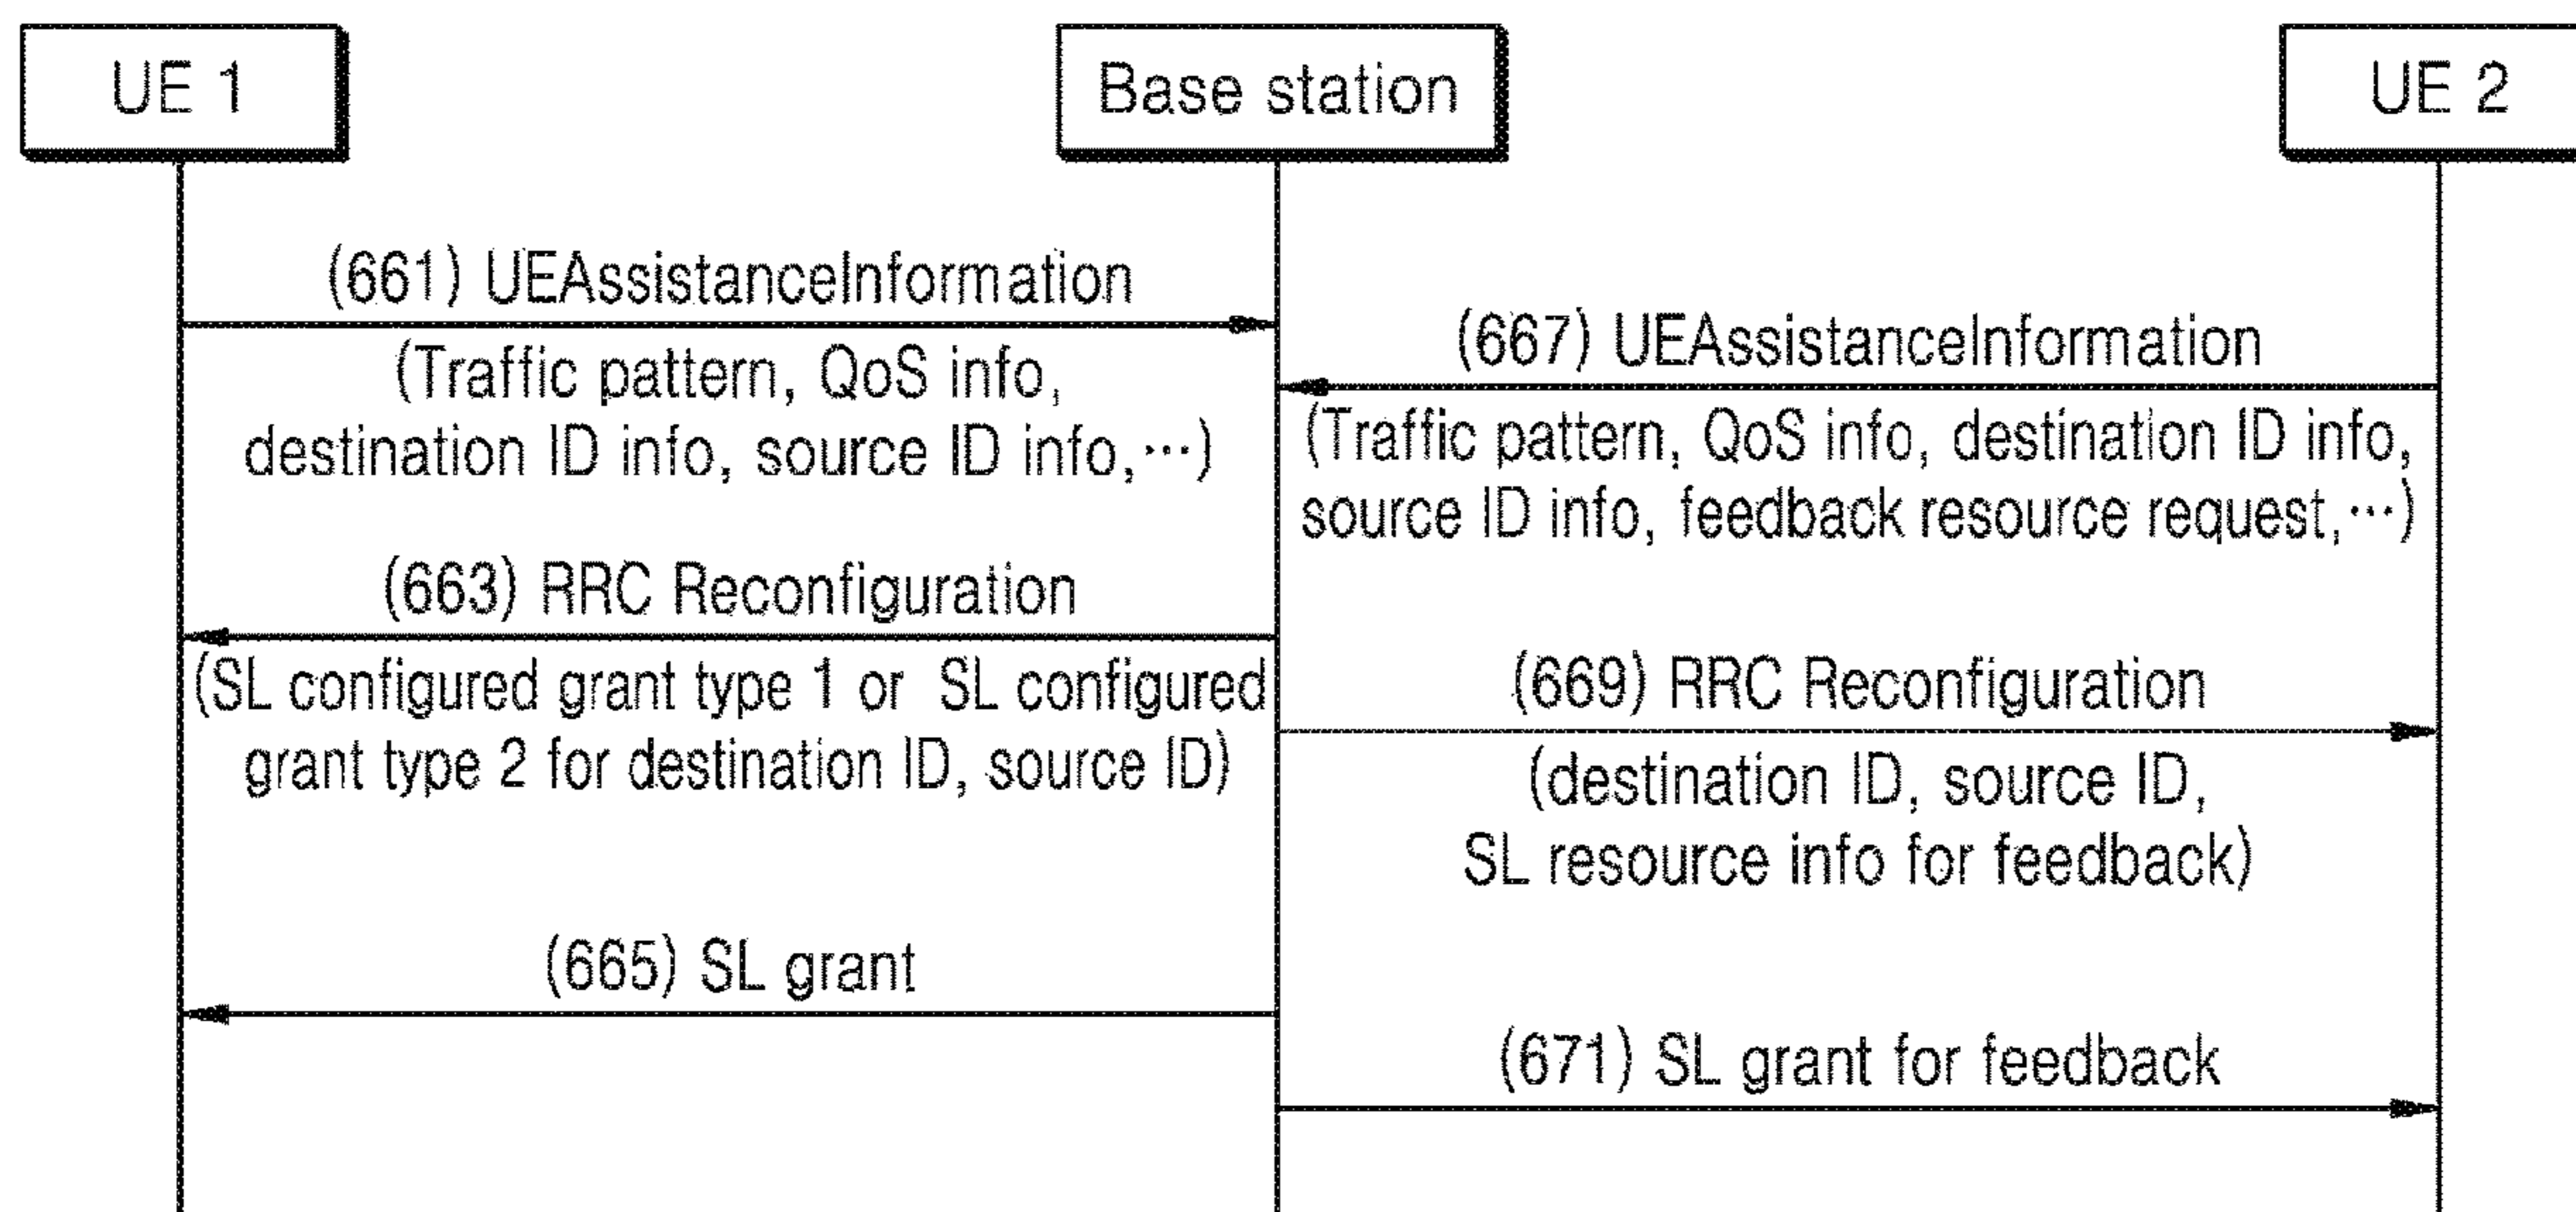 UE 1
Base station
UE 2
(661) UEAssistanceInformation
(Traffic pattern, QoS info,
destination ID info, source ID info,···)
(667) UEAssistanceInformation
(Traffic pattern, QoS info, destination ID info,
source ID info, feedback resource request,···)
(663) RRC Reconfiguration
(SL configured grant type 1 or SL configured
grant type 2 for destination ID, source ID)
(669) RRC Reconfiguration
(destination ID, source ID,
SL resource info for feedback)
(665) SL grant
(671) SL grant for feedback